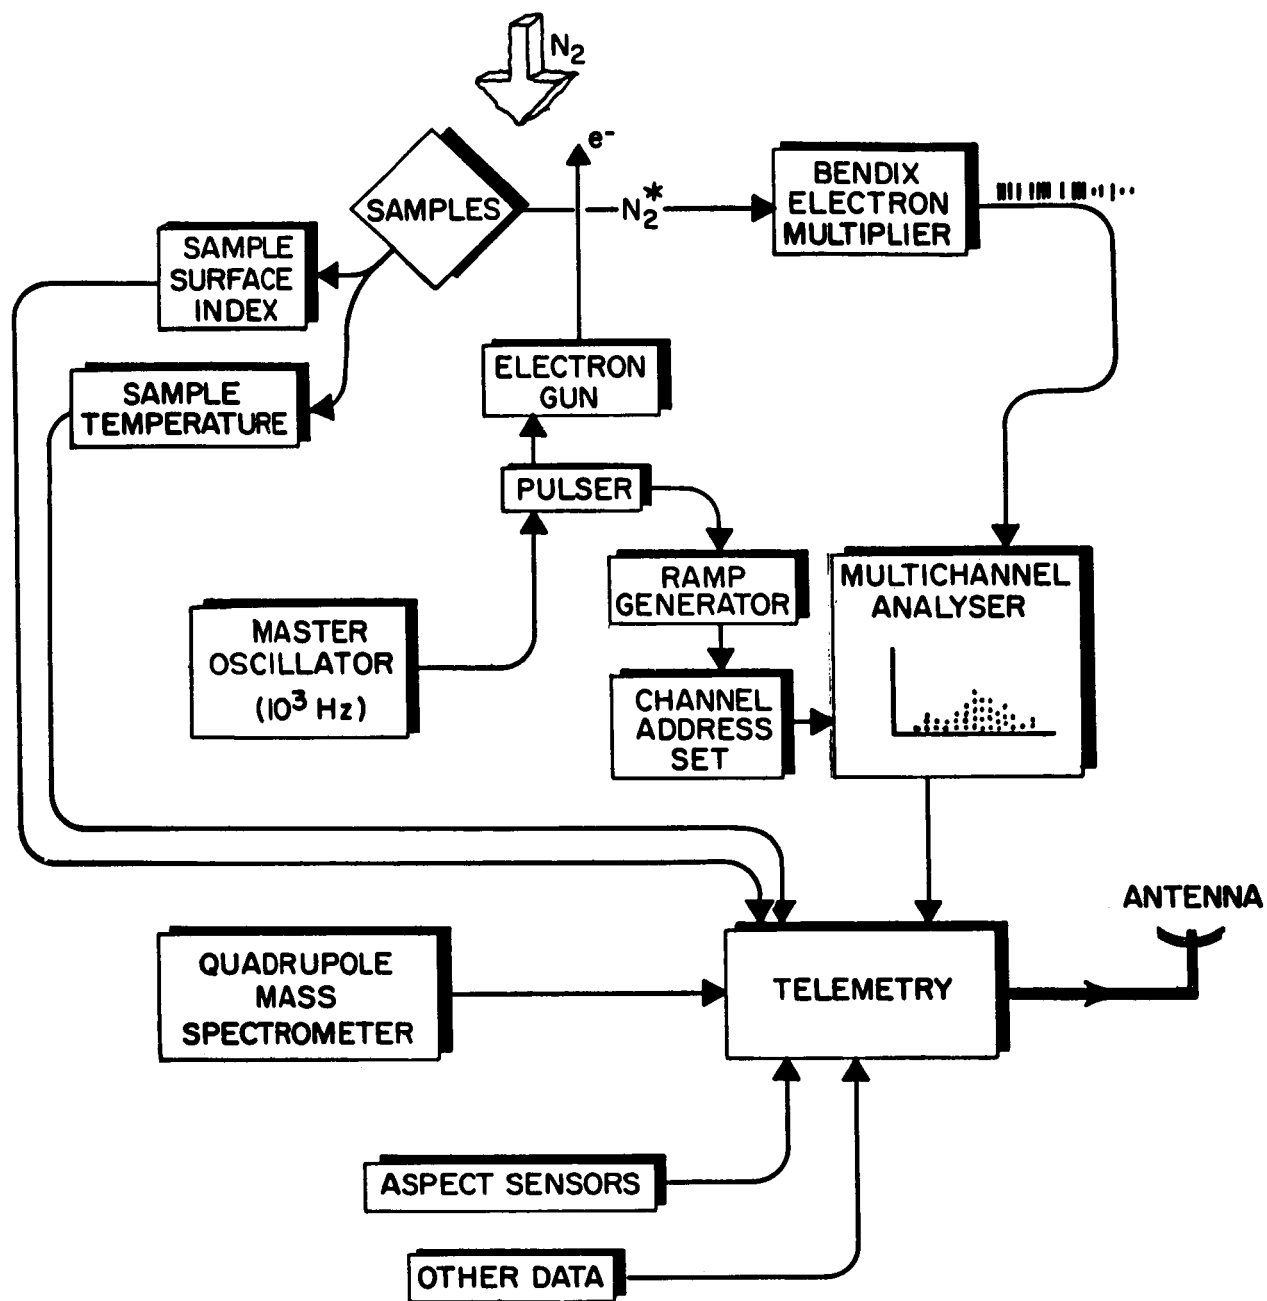 N2
e-
SAMPLES
N2*
BENDIX
ELECTRON
MULTIPLIER
SAMPLE
SURFACE
INDEX
ELECTRON
GUN
SAMPLE
TEMPERATURE
PULSER
RAMP
GENERATOR
MULTICHANNEL
ANALYSER
MASTER
OSCILLATOR
(10³ Hz)
CHANNEL
ADDRESS
SET
ANTENNA
QUADRUPOLE
MASS
SPECTROMETER
TELEMETRY
ASPECT SENSORS
OTHER DATA